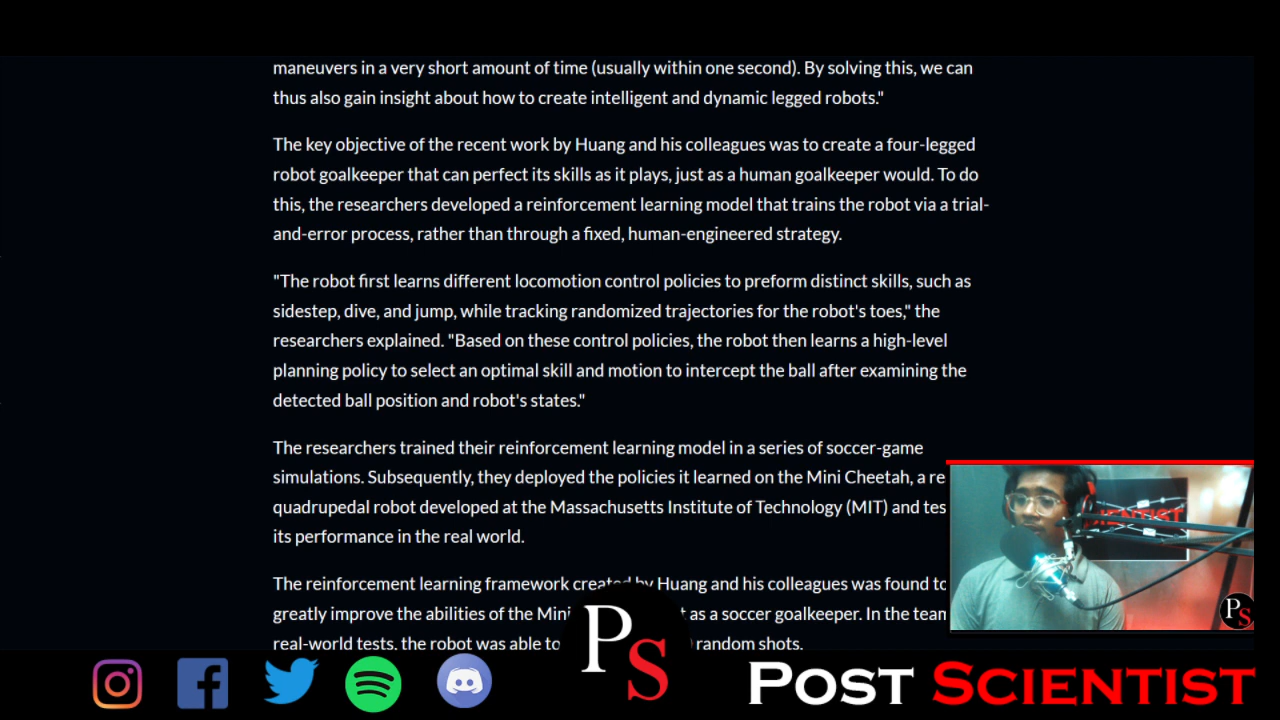 maneuvers in a very short amount of time (usually within one second). By solving this, we can
thus also gain insight about how to create intelligent and dynamic legged robots."
The key objective of the recent work by Huang and his colleagues was to create a four-legged
robot goalkeeper that can perfect its skills as it plays, just as a human goalkeeper would. To do
this, the researchers developed a reinforcement learning model that trains the robot via a trial-
and-error process, rather than through a fixed, human-engineered strategy.
"The robot first learns different locomotion control policies to preform distinct skills, such as
sidestep, dive, and jump, while tracking randomized trajectories for the robot's toes," the
researchers explained. "Based on these control policies, the robot then learns a high-level
planning policy to select an optimal skill and motion to intercept the ball after examining the
detected ball position and robot's states."
The researchers trained their reinforcement learning model in a series of soccer-game
simulations. Subsequently, they deployed the policies it learned on the Mini Cheetah, a re
quadrupedal robot developed at the Massachusetts Institute of Technology (MIT) and tes
its performance in the real world.
The reinforcement learning framework created by Huang and his colleagues was found to
greatly improve the abilities of the Mini as a soccer goalkeeper. In the team
real-world tests, the robot was able to random shots.
PS
PS
POST SCIENTIST